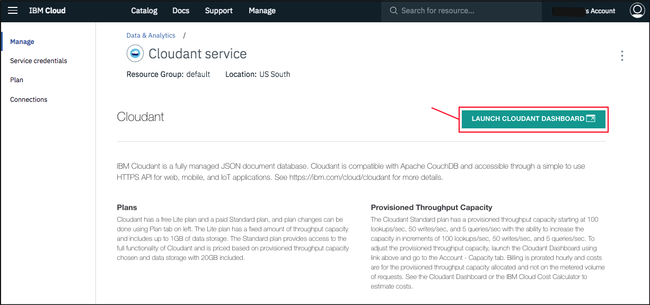 IBM Cloud
Catalog
Docs
Support
Manage
Search for resource...
s Account
Manage
Service credentials
Plan
Connections
Data & Analytics /
Cloudant service
Resource Group: default Location: US South
Cloudant
LAUNCH CLOUDANT DASHBOARD
IBM Cloudant is a fully managed JSON document database. Cloudant is compatible with Apache CouchDB and accessible through a simple to use
HTTPS API for web, mobile, and IoT applications. See https://ibm.com/cloud/cloudant for more details.
Plans
Cloudant has a free Lite plan and a paid Standard plan, and plan changes can be
done using Plan tab on left. The Lite plan has a fixed amount of throughput capacity
and includes up to 1GB of data storage. The Standard plan provides access to the
full functionality of Cloudant and is priced based on provisioned throughput capacity
chosen and data storage with 20GB included.
Provisioned Throughput Capacity
The Cloudant Standard plan has a provisioned throughput capacity starting at 100
lookups/sec, 50 writes/sec, and 5 queries/sec with the ability to increase the
capacity in increments of 100 lookups/sec, 50 writes/sec, and 5 queries/sec. To
adjust the provisioned throughput capacity, launch the Cloudant Dashboard using
link above and go to the Account - Capacity tab. Billing is prorated hourly and costs
are for the provisioned throughput capacity allocated and not on the metered volume
of requests. See the Cloudant Dashboard or the IBM Cloud Cost Calculator to
estimate costs.